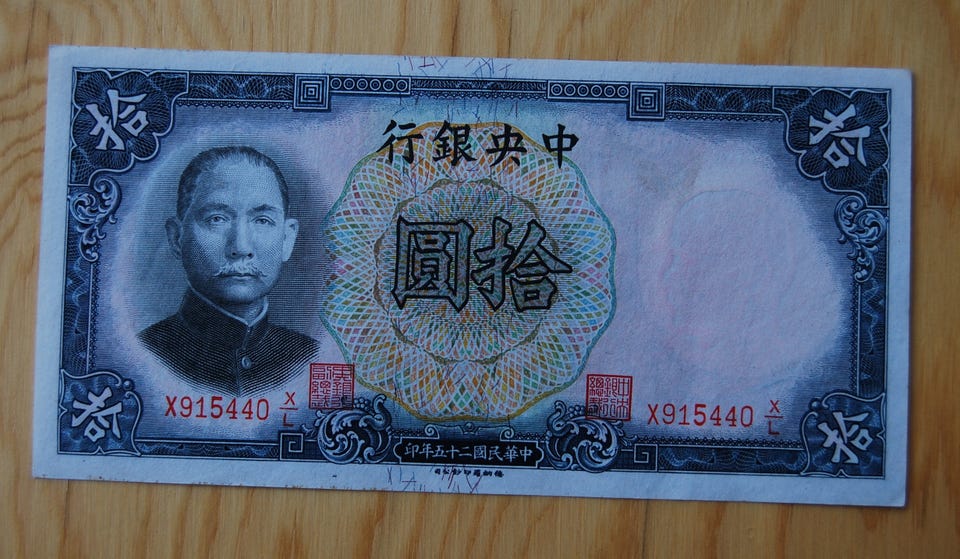 拾
拾
中央銀行
拾圓
X915440 X/L
X915440 X/L
拾
拾
中華民國二十五年印